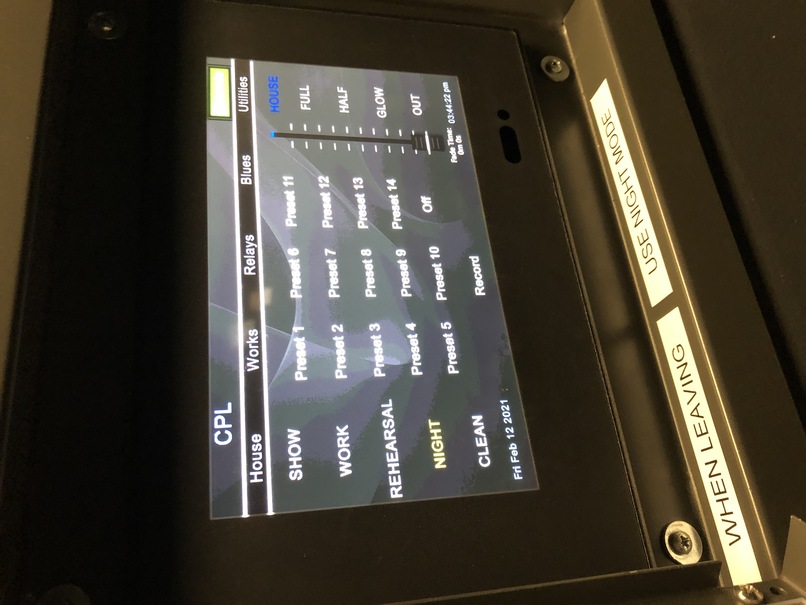 CPL
House Works Relays Blues Utilities
SHOW
WORK
REHEARSAL
NIGHT
CLEAN
Preset 1
Preset 2
Preset 3
Preset 4
Preset 5
Preset 6
Preset 7
Preset 8
Preset 9
Preset 10
Record
Preset 11
Preset 12
Preset 13
Preset 14
Off
HOUSE
FULL
HALF
GLOW
OUT
Fade Time:
0m 0s
03:44:22 pm
Fri Feb 12 2021
WHEN LEAVING
USE NIGHT MODE